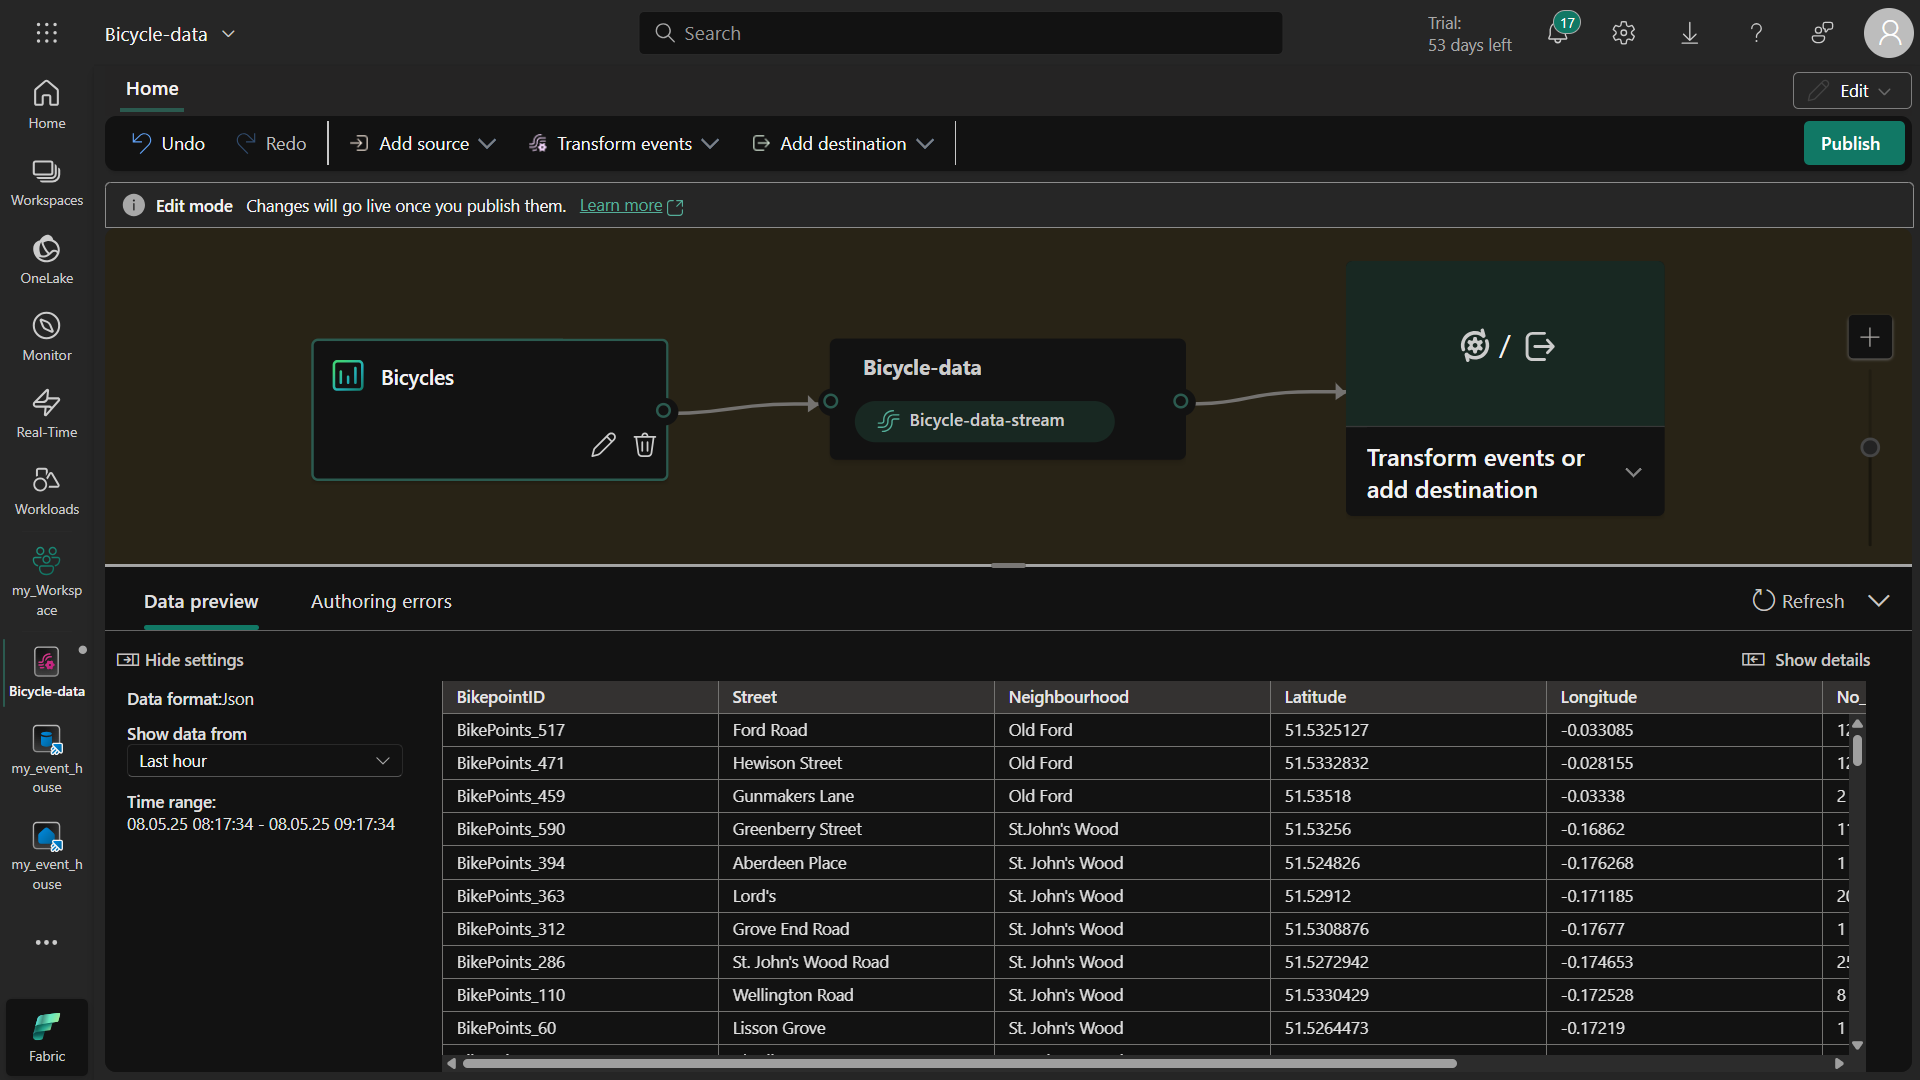 Bicycle-data
Search
Trial:
53 days left
17
Home
Edit
Undo
Redo
Add source
Transform events
Add destination
Publish
Edit mode Changes will go live once you publish them. Learn more
Home
Workspaces
OneLake
Monitor
Real-Time
Workloads
my_Worksp
ace
Bicycle-data
my_event_h
ouse
my_event_h
ouse
Fabric
Bicycles
Bicycle-data
Bicycle-data-stream
/
Transform events or
add destination
Data preview
Authoring errors
Refresh
Hide settings
Show details
Data format:Json
Show data from
Last hour
Time range:
08.05.25 08:17:34 - 08.05.25 09:17:34
BikepointID Street Neighbourhood Latitude Longitude No_
BikePoints_517 Ford Road Old Ford 51.5325127 -0.033085
BikePoints_471 Hewison Street Old Ford 51.5332832 -0.028155
BikePoints_459 Gunmakers Lane Old Ford 51.53518 -0.03338 2
BikePoints_590 Greenberry Street St.John's Wood 51.53256 -0.16862
BikePoints_394 Aberdeen Place St. John's Wood 51.524826 -0.176268 1
BikePoints_363 Lord's St. John's Wood 51.52912 -0.171185
BikePoints_312 Grove End Road St. John's Wood 51.5308876 -0.17677 1
BikePoints_286 St. John's Wood Road St. John's Wood 51.5272942 -0.174653
BikePoints_110 Wellington Road St. John's Wood 51.5330429 -0.172528 8
BikePoints_60 Lisson Grove St. John's Wood 51.5264473 -0.17219 1